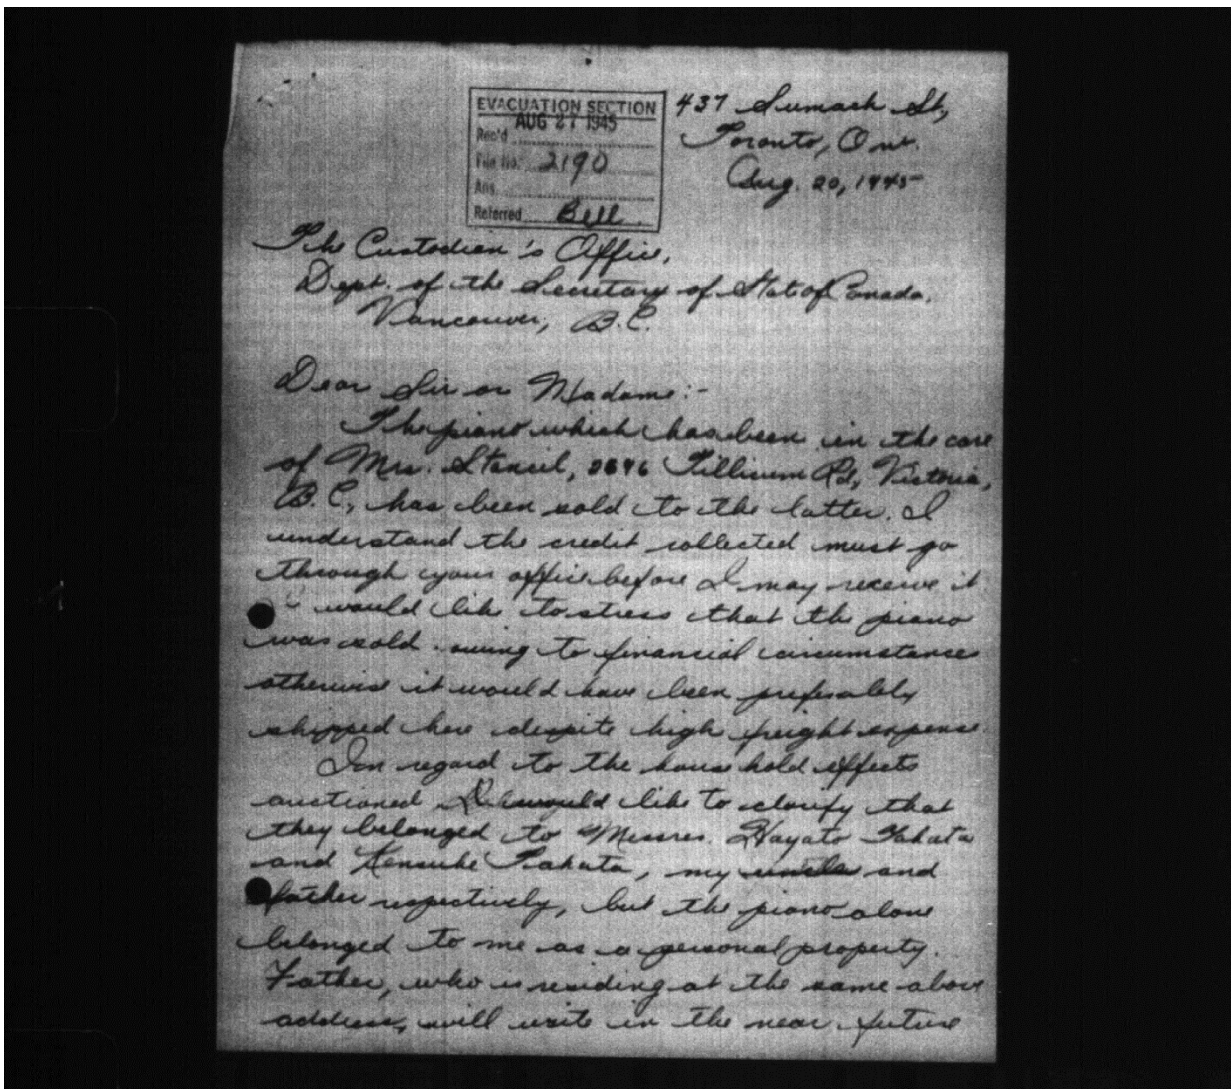 EVACUATION SECTION
AUG 27 1945
Rec'd
File No. 2190
Ans.
Referred Bell
437 Sumach St,
Toronto, Ont.
Aug. 20, 1945
The Custodian's Office,
Dept. of the Secretary of Stat of Canada.
Vancouver, B.C.
Dear Sir or Madame:-
The piano which has been in the care
of Mrs. Stancil, Tillicum Rd, Victoria,
B.C., has been sold to the latter. I
understand the credit collected must go
through your office before I may receive it
I would like to stress that the piano
was sold owing to financial circumstance
otherwise it would have been preferably
shipped here despite high freight expense.
In regard to the household effects
auctioned I would like to clarify that
they belonged to Messrs. Hayato Takata
and Kensuke Takata, my uncle and
father respectively, but the piano alone
belonged to me as a personal property.
Father, who is residing at the same above
address, will write in the near future